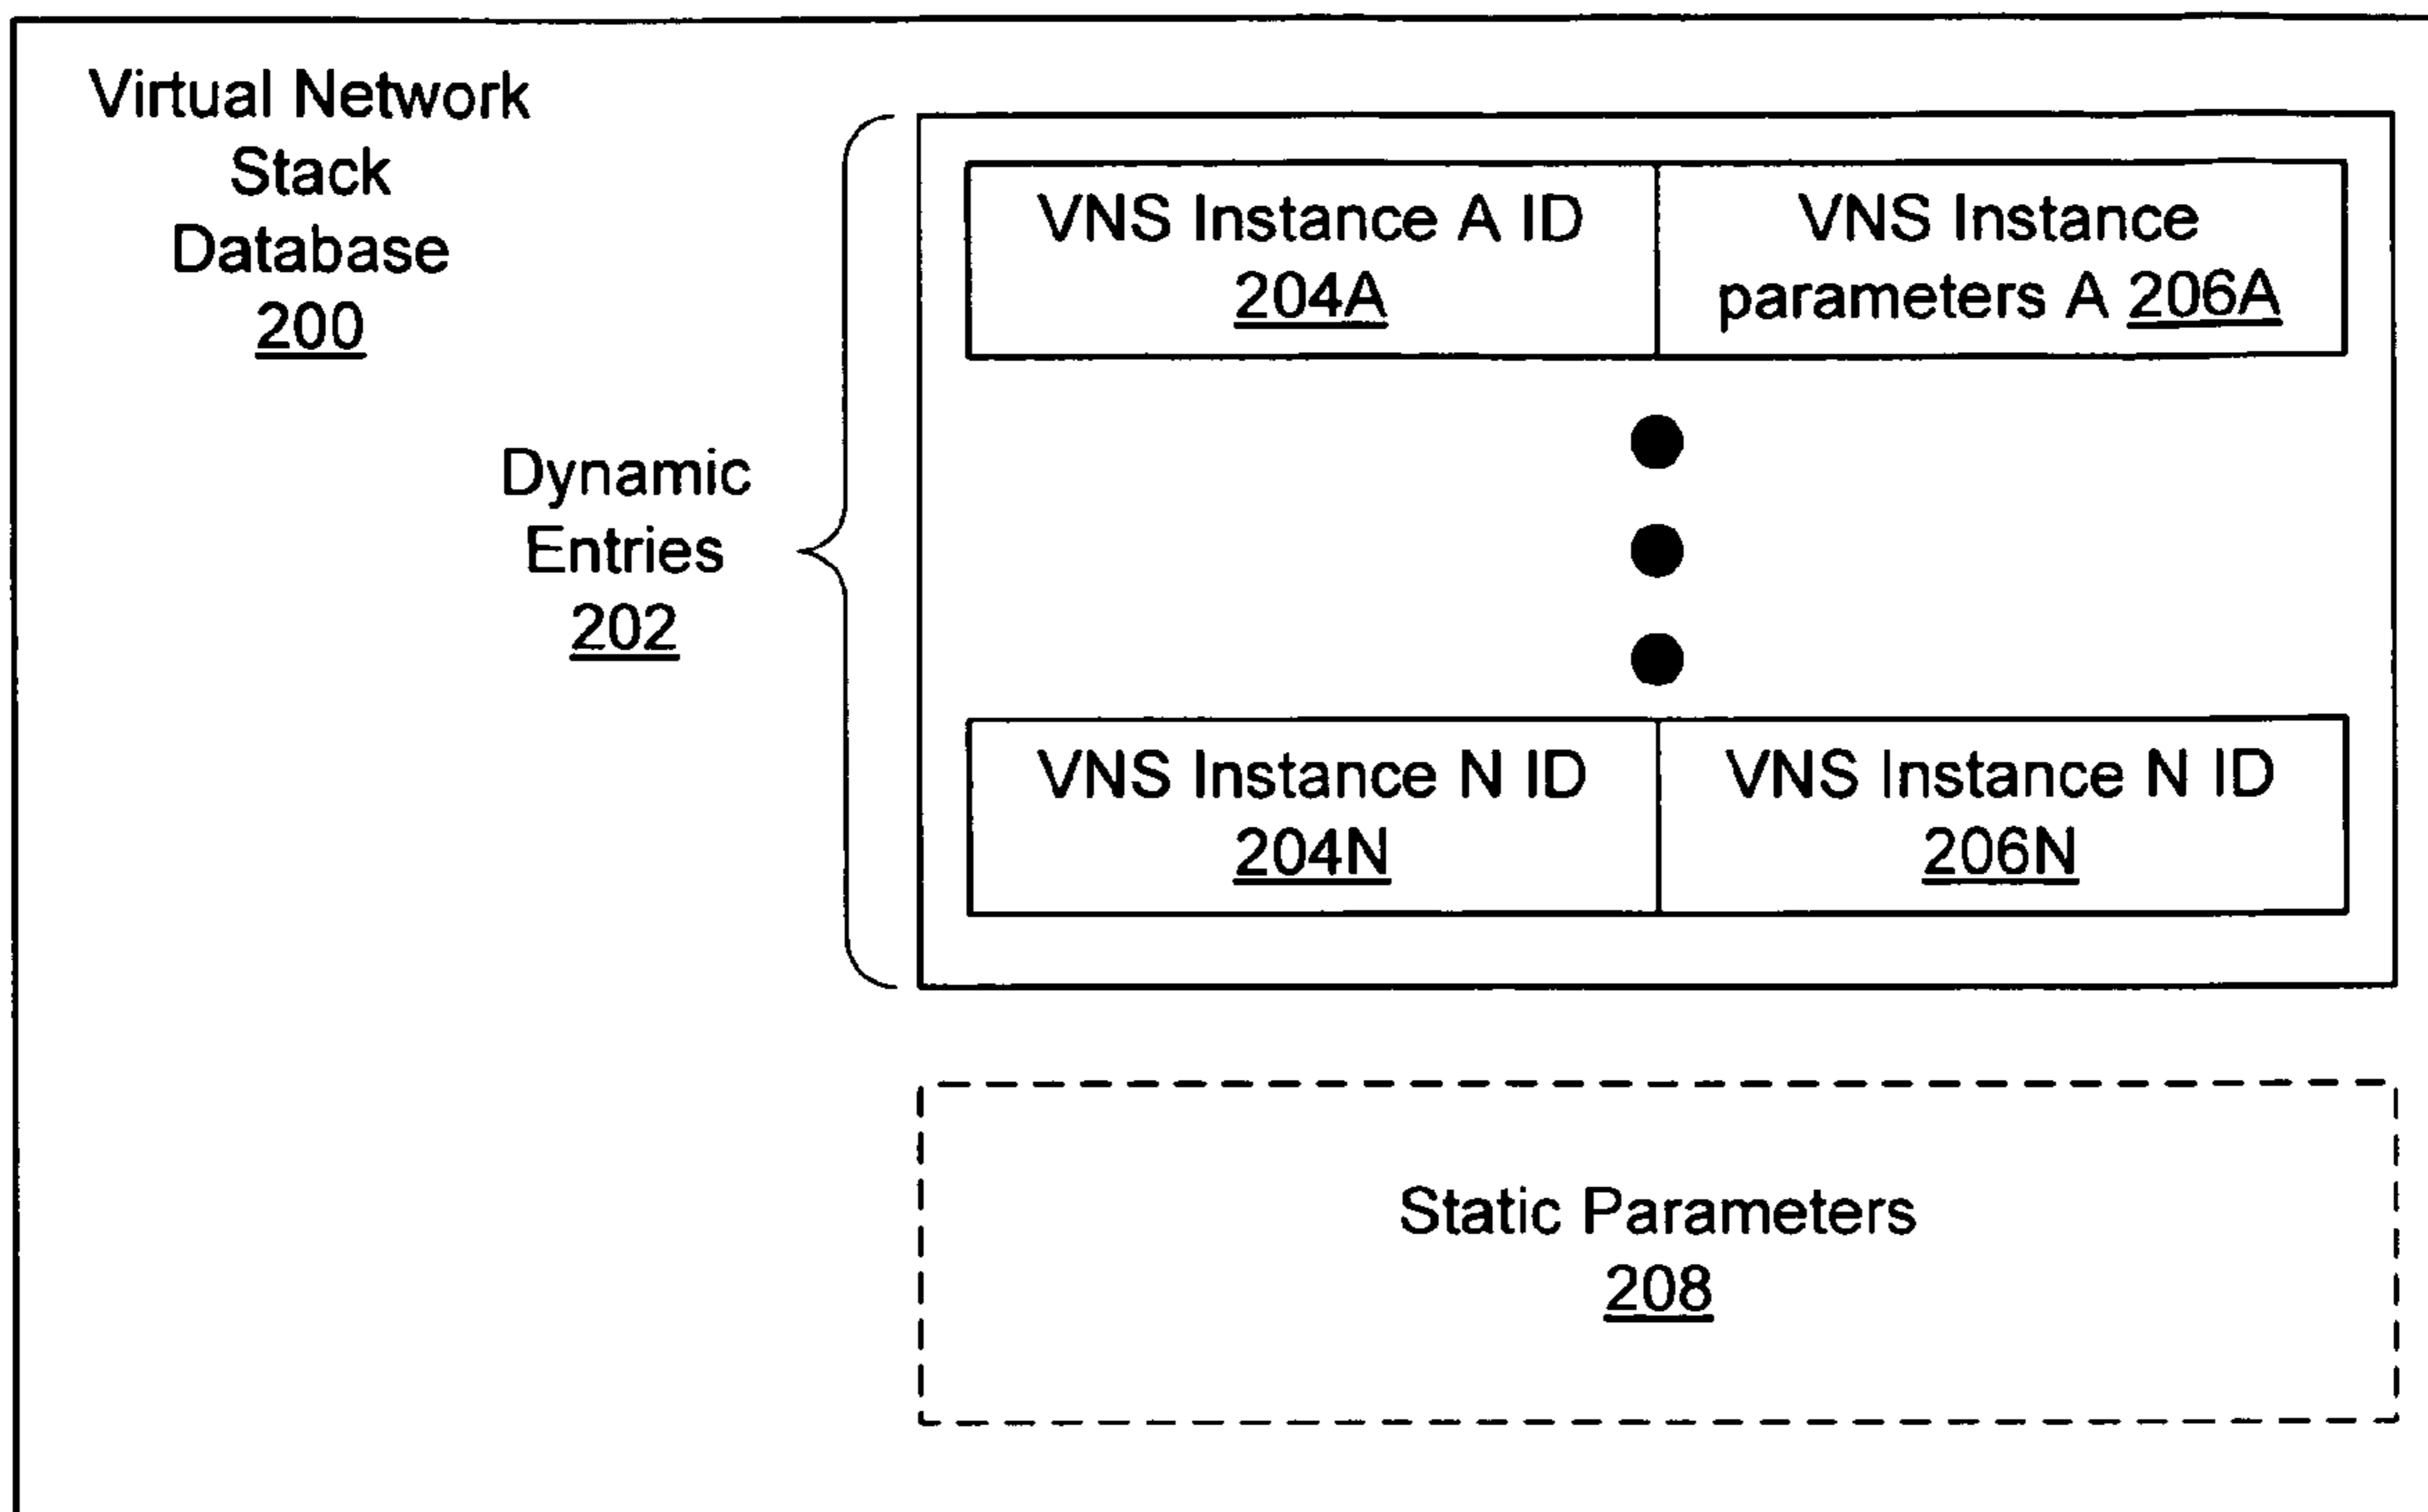 Virtual Network
Stack
Database
200
VNS Instance A ID
204A
VNS Instance
parameters A 206A
Dynamic
Entries
202
VNS Instance N ID
204N
VNS Instance N ID
206N
Static Parameters
208